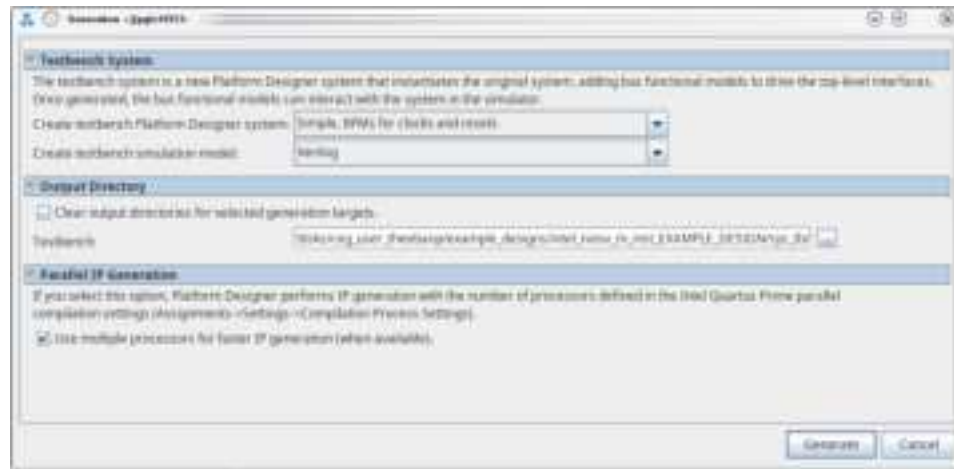 Generation
Testbench System
The testbench system is a new Platform Designer system that instantiates the original system, adding bus functional models to drive the top-level interfaces.
Once generated, the bus functional models can interact with the system in the simulator.
Create testbench Platform Designer system: Simple, BFMs for clocks and resets
Create testbench simulation model: Verilog
Output Directory
Clear output directories for selected generation targets.
Testbench:
Parallel IP Generation
If you select this option, Platform Designer performs IP generation with the number of processors defined in the Intel Quartus Prime parallel
compilation settings (Assignments->Settings->Compilation Process Settings).
Use multiple processors for faster IP generation (when available).
Generate Cancel